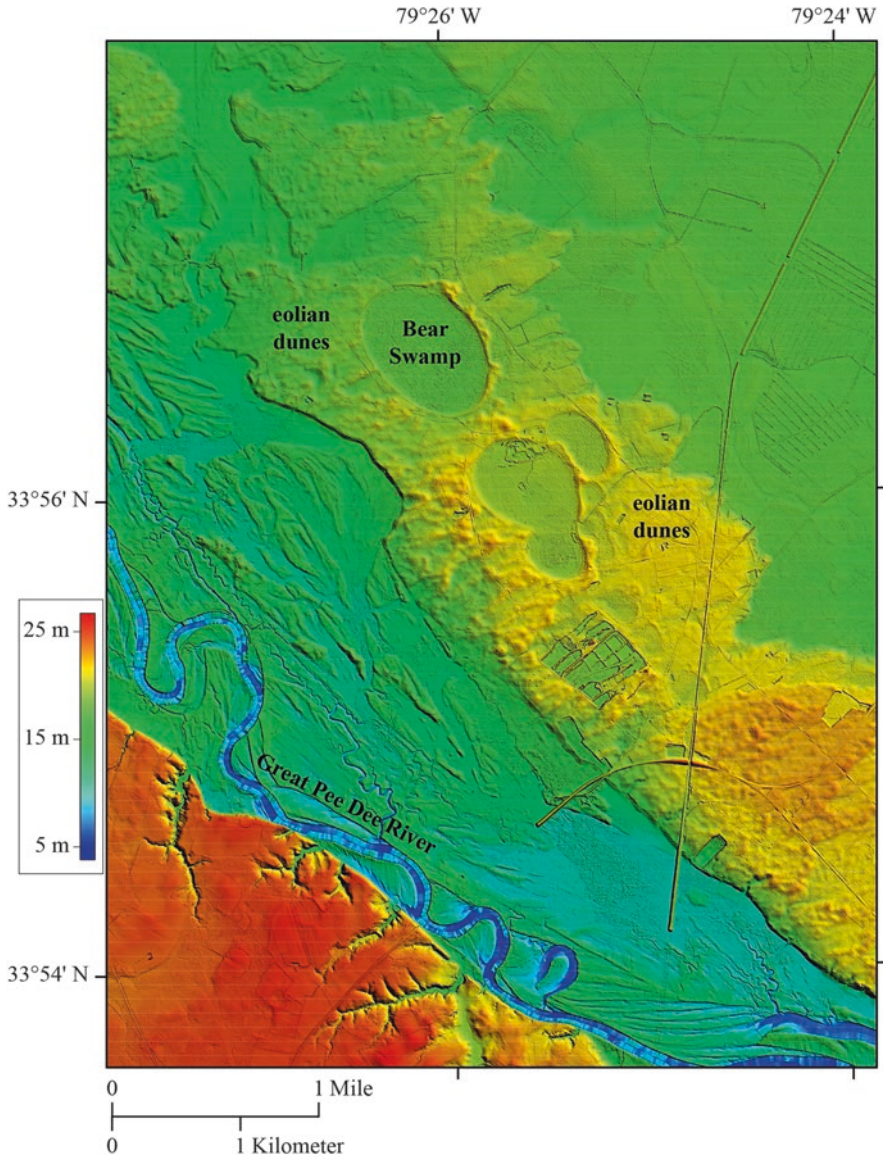 79°26' W
79°24' W
eolian
dunes
Bear
Swamp
33°56' N
eolian
dunes
25 m
15 m
5 m
Great Pee Dee River
33°54' N
0
1 Mile
0
1 Kilometer